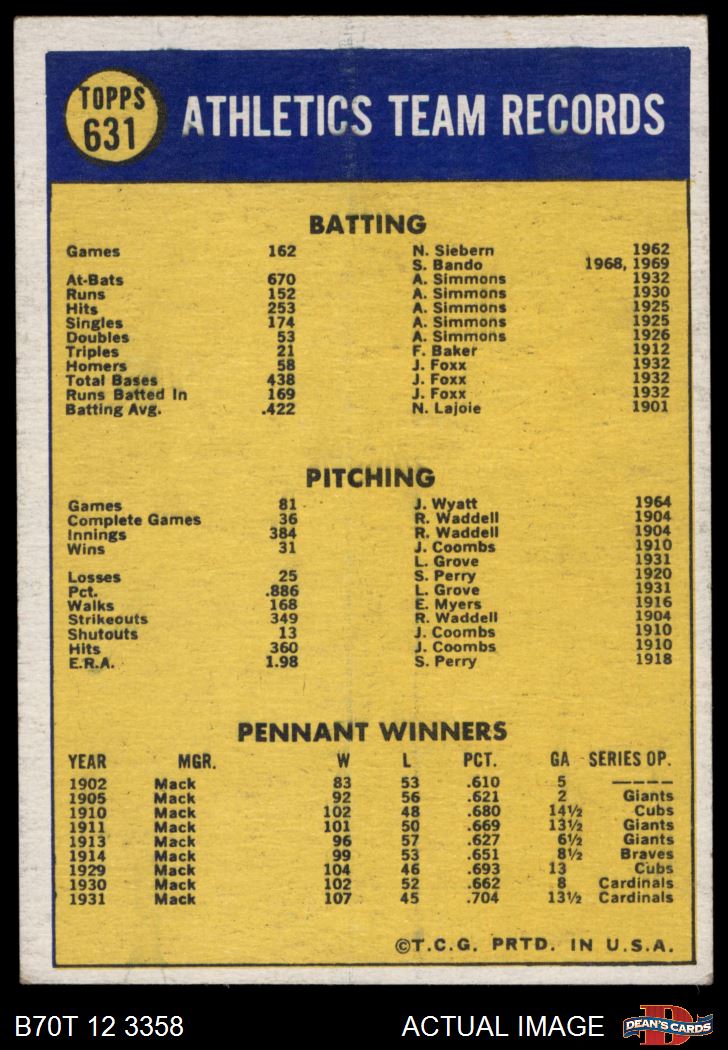 TOPPS
631
ATHLETICS TEAM RECORDS
BATTING
Games 162 N. Siebern 1962
S. Bando 1968, 1969
At-Bats 670 A. Simmons 1932
Runs 152 A. Simmons 1930
Hits 253 A. Simmons 1925
Singles 174 A. Simmons 1925
Doubles 53 A. Simmons 1926
Triples 21 F. Baker 1912
Homers 58 J. Foxx 1932
Total Bases 438 J. Foxx 1932
Runs Batted In 169 J. Foxx 1932
Batting Avg. .422 N. Lajoie 1901
PITCHING
Games 81 J. Wyatt 1964
Complete Games 36 R. Waddell 1904
Innings 384 R. Waddell 1904
Wins 31 J. Coombs 1910
L. Grove 1931
Losses 25 S. Perry 1920
Pct. .886 L. Grove 1931
Walks 168 E. Myers 1916
Strikeouts 349 R. Waddell 1904
Shutouts 13 J. Coombs 1910
Hits 360 J. Coombs 1910
E.R.A. 1.98 S. Perry 1918
PENNANT WINNERS
YEAR MGR. W L PCT. GA SERIES OP.
1902 Mack 83 53 .610 5 -----
1905 Mack 92 56 .621 2 Giants
1910 Mack 102 48 .680 14½ Cubs
1911 Mack 101 50 .669 13½ Giants
1913 Mack 96 57 .627 6½ Giants
1914 Mack 99 53 .651 8½ Braves
1929 Mack 104 46 .693 13 Cubs
1930 Mack 102 52 .662 8 Cardinals
1931 Mack 107 45 .704 13½ Cardinals
©T.C.G. PRTD. IN U.S.A.
B70T 12 3358 ACTUAL IMAGE D DEAN'S CARDS